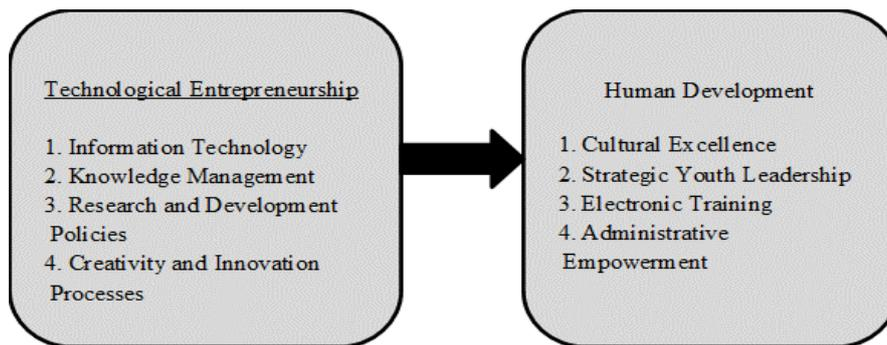 Technological Entrepreneurship
1. Information Technology
2. Knowledge Management
3. Research and Development
Policies
4. Creativity and Innovation
Processes
Human Development
1. Cultural Excellence
2. Strategic Youth Leadership
3. Electronic Training
4. Administrative
Empowerment